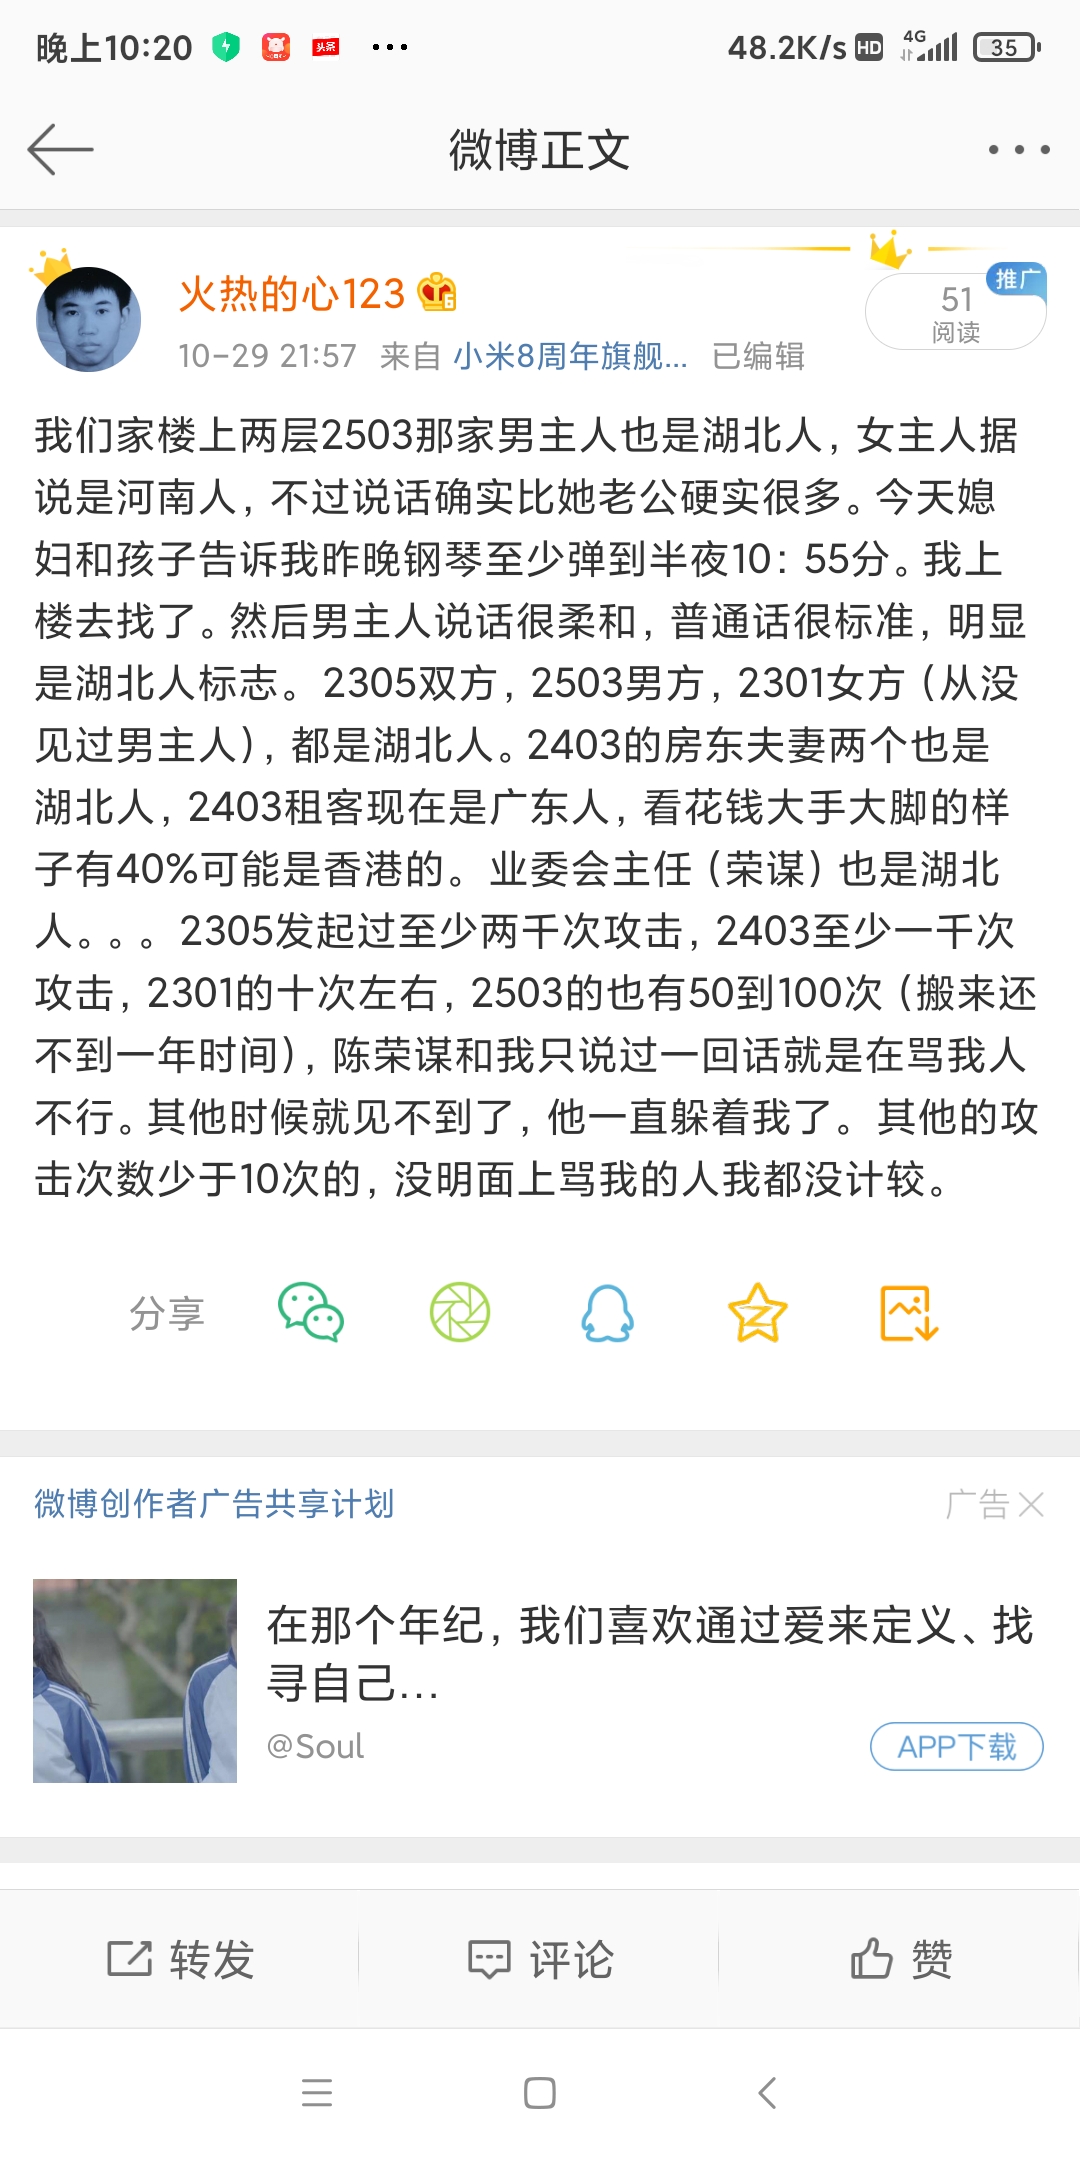 晚上10:20 头条 ... 48.2K/s HD 4G 35
微博正文
火热的心123 6
51 推广
阅读
10-29 21:57 来自 小米8周年旗舰... 已编辑
我们家楼上两层2503那家男主人也是湖北人，女主人据
说是河南人，不过说话确实比她老公硬实很多。今天媳
妇和孩子告诉我昨晚钢琴至少弹到半夜10：55分。我上
楼去找了。然后男主人说话很柔和，普通话很标准，明显
是湖北人标志。2305双方，2503男方，2301女方（从没
见过男主人），都是湖北人。2403的房东夫妻两个也是
湖北人，2403租客现在是广东人，看花钱大手大脚的样
子有40%可能是香港的。业委会主任（荣谋）也是湖北
人。。。2305发起过至少两千次攻击，2403至少一千次
攻击，2301的十次左右，2503的也有50到100次（搬来还
不到一年时间），陈荣谋和我只说过一回话就是在骂我人
不行。其他时候就见不到了，他一直躲着我了。其他的攻
击次数少于10次的，没明面上骂我的人我都没计较。
分享
微博创作者广告共享计划 广告
在那个年纪，我们喜欢通过爱来定义、找
寻自己...
@Soul APP下载
转发 评论 赞